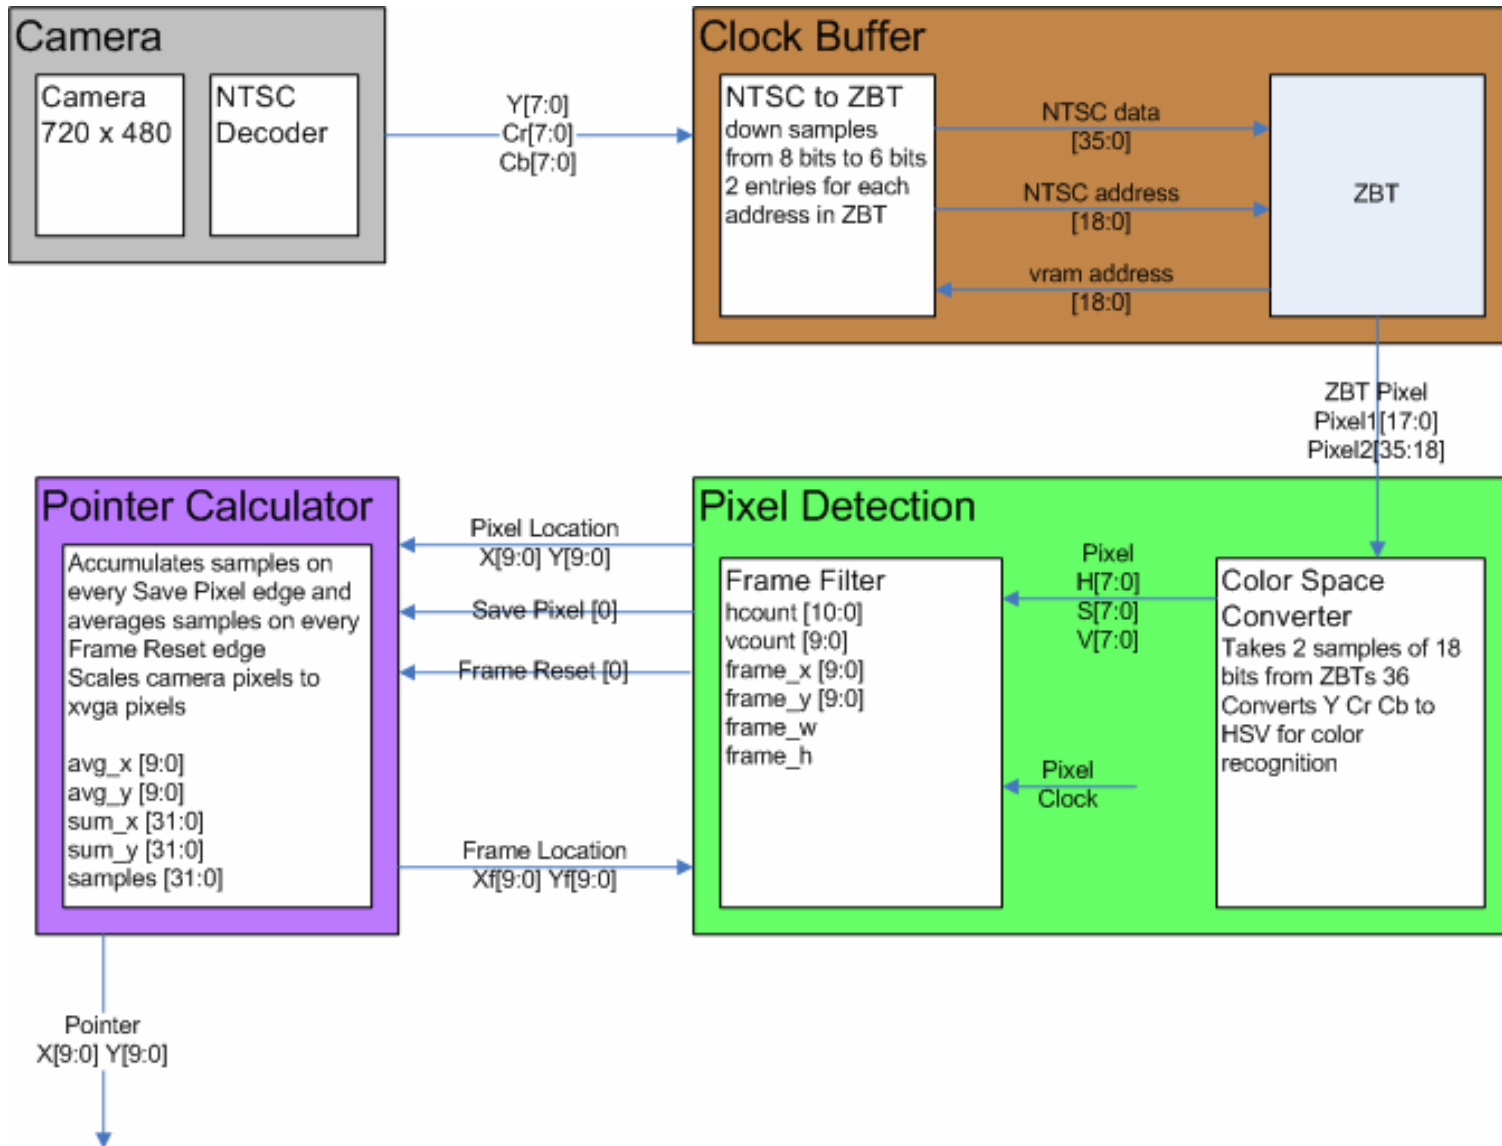 Camera
Camera
720 x 480
NTSC
Decoder
Y[7:0]
Cr[7:0]
Cb[7:0]
Clock Buffer
NTSC to ZBT
down samples
from 8 bits to 6 bits
2 entries for each
address in ZBT
NTSC data
[35:0]
NTSC address
[18:0]
vram address
[18:0]
ZBT
ZBT Pixel
Pixel1[17:0]
Pixel2[35:18]
Pointer Calculator
Accumulates samples on
every Save Pixel edge and
averages samples on every
Frame Reset edge
Scales camera pixels to
xvga pixels
avg_x [9:0]
avg_y [9:0]
sum_x [31:0]
sum_y [31:0]
samples [31:0]
Pixel Location
X[9:0] Y[9:0]
Save Pixel [0]
Frame Reset [0]
Frame Location
Xf[9:0] Yf[9:0]
Pixel Detection
Frame Filter
hcount [10:0]
vcount [9:0]
frame_x [9:0]
frame_y [9:0]
frame_w
frame_h
Pixel
H[7:0]
S[7:0]
V[7:0]
Pixel
Clock
Color Space
Converter
Takes 2 samples of 18
bits from ZBTs 36
Converts Y Cr Cb to
HSV for color
recognition
Pointer
X[9:0] Y[9:0]